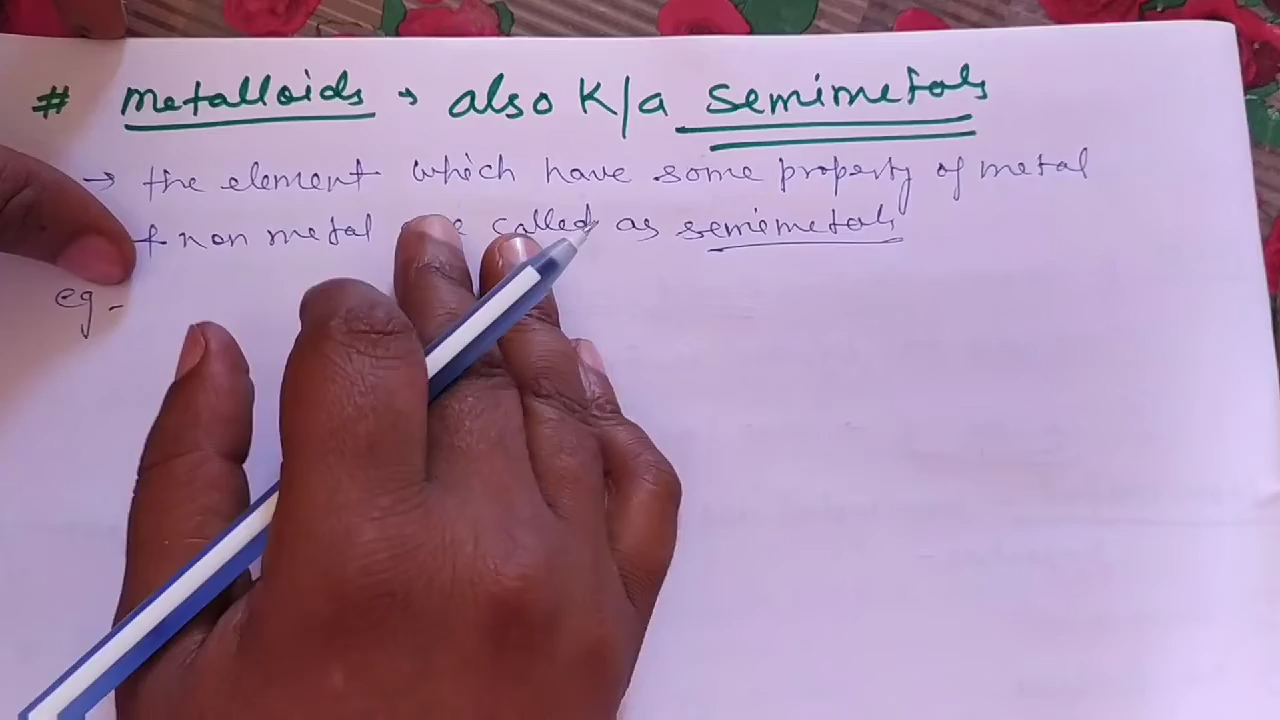 # metalloids → also K/a semimetals
→ the element which have some property of metal
+ non metal called as semimetals
eg-